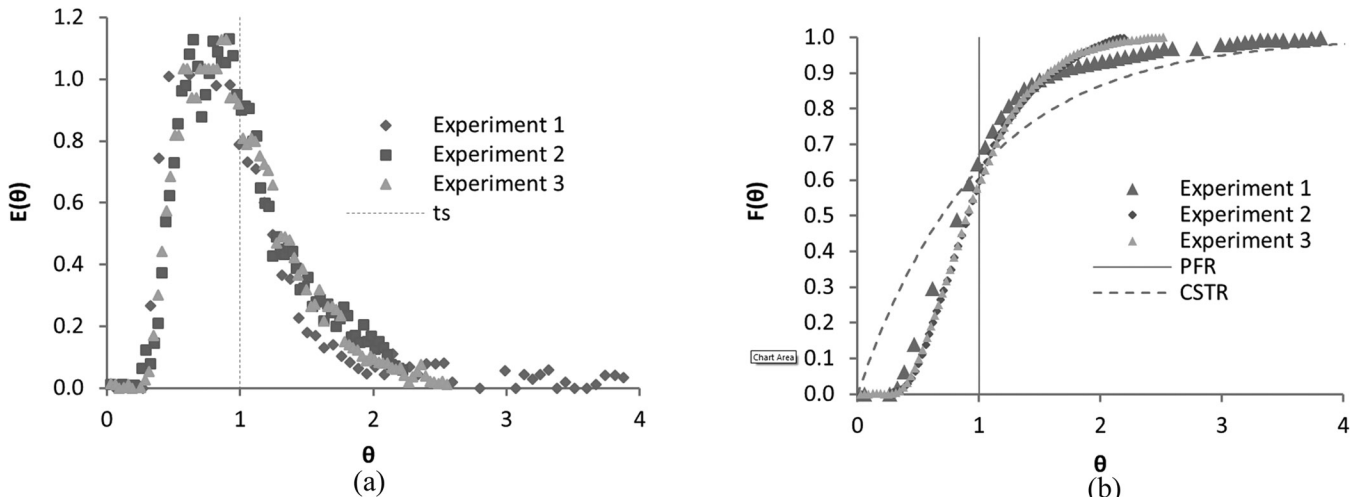 1.2
1.0
0.8
0.6
0.4
0.2
0.0
E(θ)
0 1 2 3 4
θ
Experiment 1
Experiment 2
Experiment 3
ts
(a)
1.0
0.9
0.8
0.7
0.6
0.5
0.4
0.3
0.2
0.1
0.0
F(θ)
0 1 2 3 4
θ
Experiment 1
Experiment 2
Experiment 3
PFR
CSTR
Chart Area
(b)